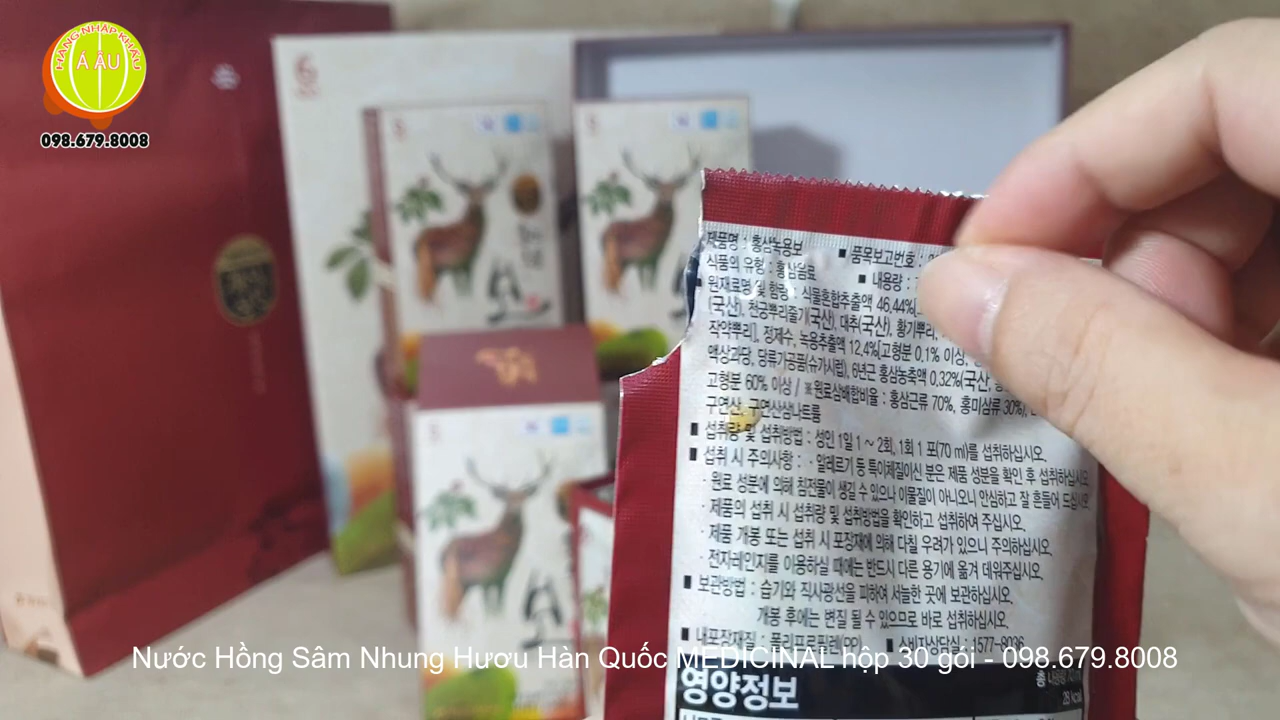 HÀNG NHẬP KHẨU
Á ÂU
098.679.8008
보
보
제품명 : 홍삼녹용보 ■ 품목보고번호 :
식품의 유형 : 홍삼음료 ■ 내용량 : 7
■ 원재료명 및 함량 : 식물혼합추출액 46.44%
(국산), 천궁뿌리줄기(국산), 대추(국산), 황기뿌리,
작약뿌리], 정제수, 녹용추출액 12.4%[고형분 0.1% 이상,
액상과당, 당류가공품(슈가시럽), 6년근 홍삼농축액 0.32%(국산,
고형분 60% 이상 / ※원료삼배합비율 : 홍삼근류 70%, 홍미삼류 30%),
구연산, 구연산삼나트륨
■ 섭취량 및 섭취방법 : 성인 1일 1 ~ 2회, 1회 1 포(70 ml)를 섭취하십시오.
■ 섭취 시 주의사항 : · 알레르기 등 특이체질이신 분은 제품 성분을 확인 후 섭취하십시오.
· 원료 성분에 의해 침전물이 생길 수 있으나 이물질이 아니오니 안심하고 잘 흔들어 드십시오.
· 제품의 섭취 시 섭취량 및 섭취방법을 확인하고 섭취하여 주십시오.
· 제품 개봉 또는 섭취 시 포장재에 의해 다칠 우려가 있으니 주의하십시오.
· 전자레인지를 이용하실 때에는 반드시 다른 용기에 옮겨 데워주십시오.
■ 보관방법 : 습기와 직사광선을 피하여 서늘한 곳에 보관하십시오.
개봉 후에는 변질 될 수 있으므로 바로 섭취하십시오.
■ 내포장재질 : 폴리프로필렌(PP) ■ 소비자상담실 : 1577-8036
Nước Hồng Sâm Nhung Hươu Hàn Quốc MEDICINAL hộp 30 gói - 098.679.8008
영양정보